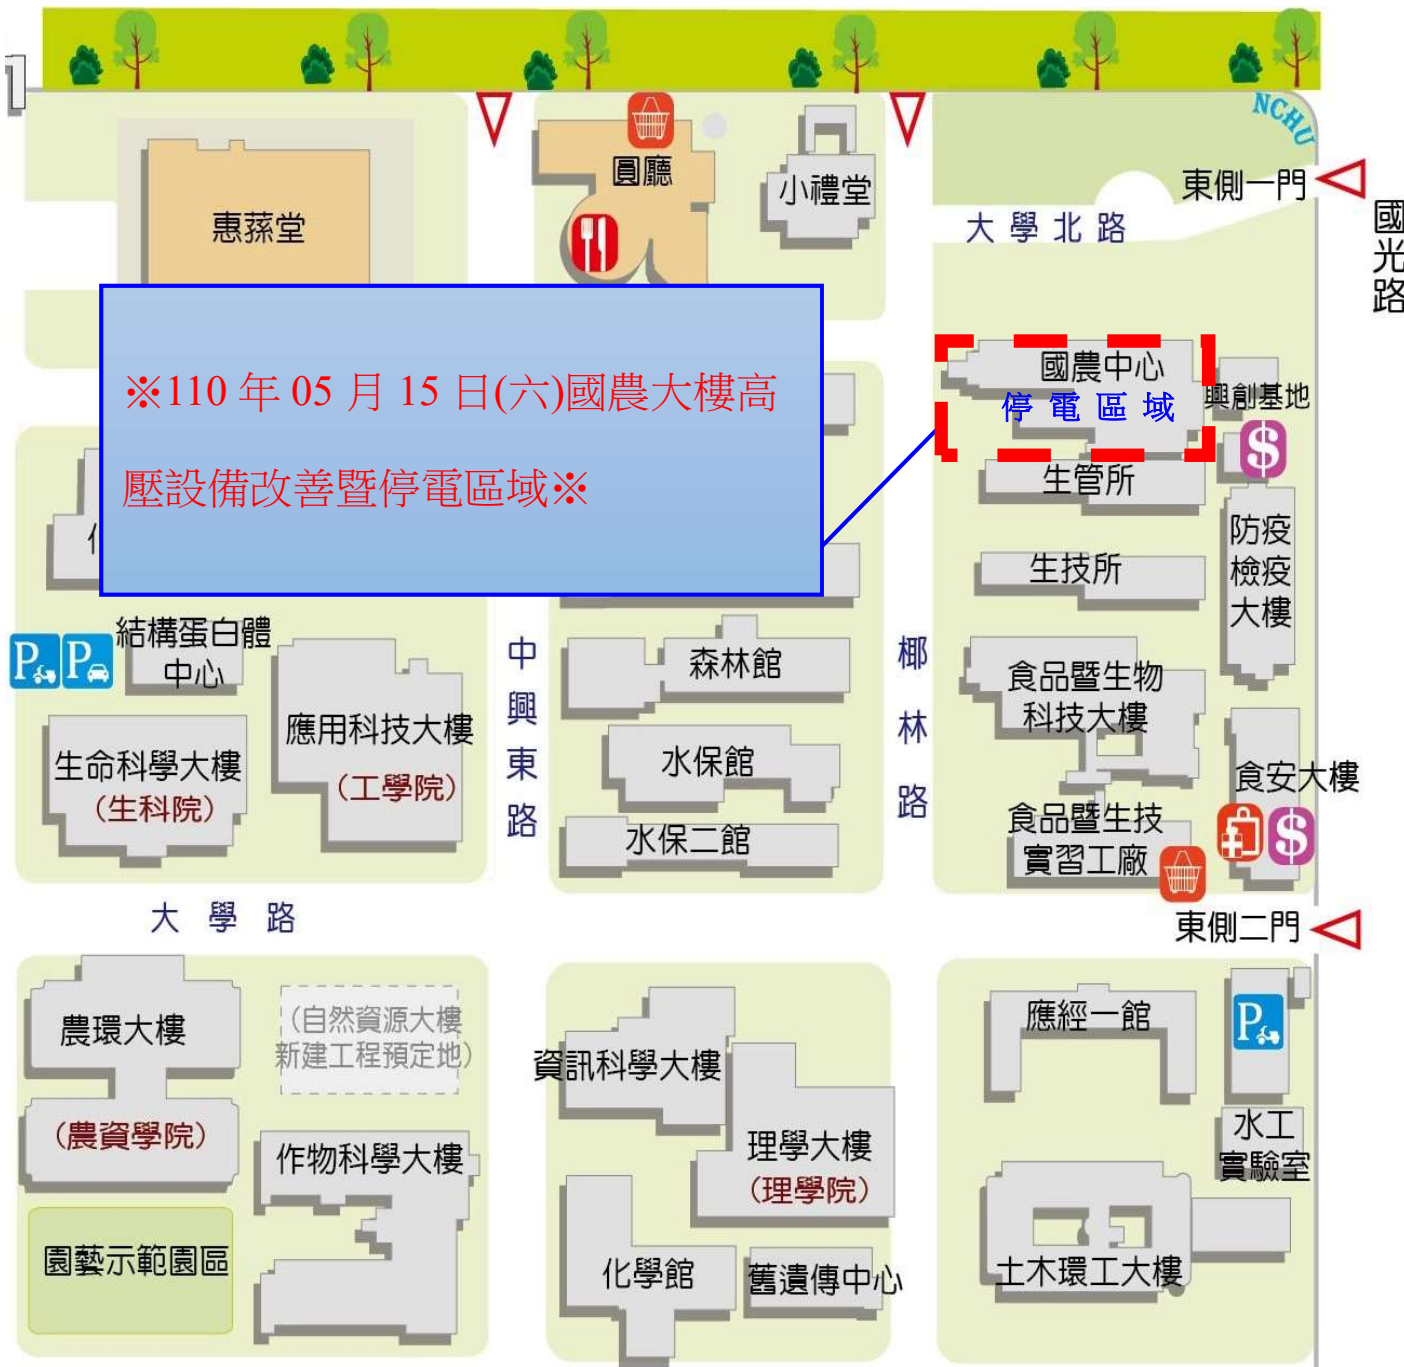 NCHU
東側一門
國光路
圓廳
小禮堂
惠蓀堂
大學北路
※110 年 05 月 15 日(六)國農大樓高
壓設備改善暨停電區域※
國農中心
停電區域
興創基地
$
生管所
防疫
檢疫
大樓
生技所
結構蛋白體
中心
P
P
中興東路
森林館
椰林路
食品暨生物
科技大樓
應用科技大樓
(工學院)
生命科學大樓
(生科院)
水保館
食安大樓
$
水保二館
食品暨生技
實習工廠
大學路
東側二門
農環大樓
(農資學院)
(自然資源大樓
新建工程預定地)
資訊科學大樓
應經一館
P
作物科學大樓
理學大樓
(理學院)
水工
實驗室
園藝示範園區
化學館
舊遺傳中心
土木環工大樓